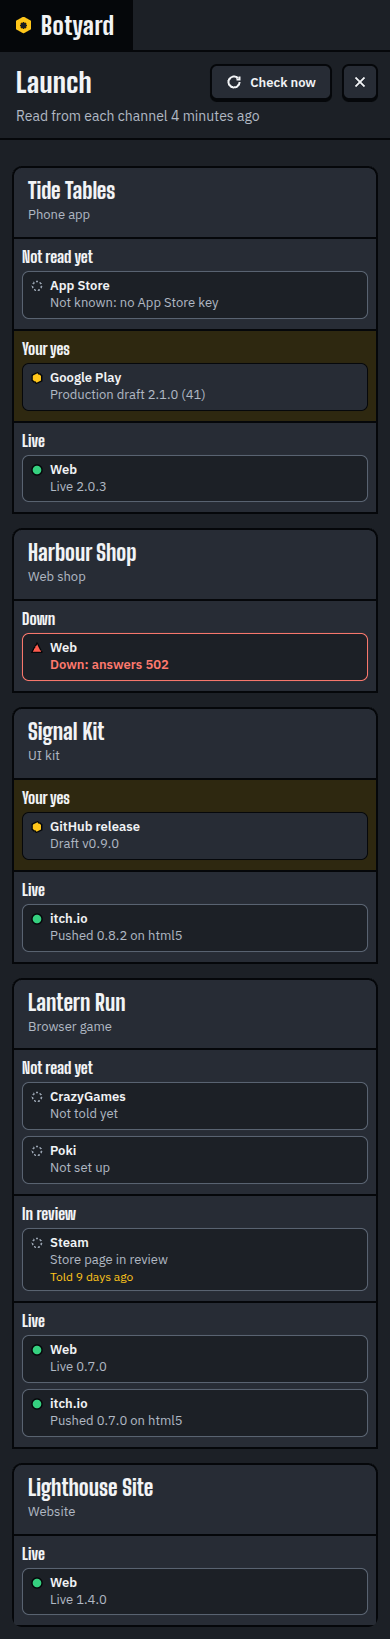 Botyard
Launch
Check now
Read from each channel 4 minutes ago
Tide Tables
Phone app
Not read yet
App Store
Not known: no App Store key
Your yes
Google Play
Production draft 2.1.0 (41)
Live
Web
Live 2.0.3
Harbour Shop
Web shop
Down
Web
Down: answers 502
Signal Kit
UI kit
Your yes
GitHub release
Draft v0.9.0
Live
itch.io
Pushed 0.8.2 on html5
Lantern Run
Browser game
Not read yet
CrazyGames
Not told yet
Poki
Not set up
In review
Steam
Store page in review
Told 9 days ago
Live
Web
Live 0.7.0
itch.io
Pushed 0.7.0 on html5
Lighthouse Site
Website
Live
Web
Live 1.4.0